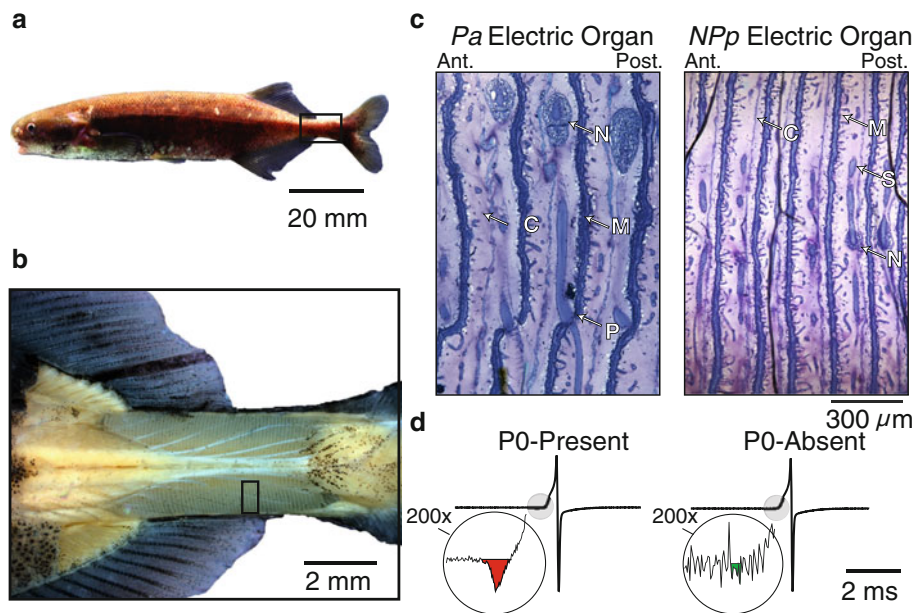 a
20 mm
b
2 mm
c
Pa Electric Organ
Ant. Post.
N
C
M
P
NPp Electric Organ
Ant. Post.
C
M
S
N
300 µm
d
P0-Present
200x
P0-Absent
200x
2 ms